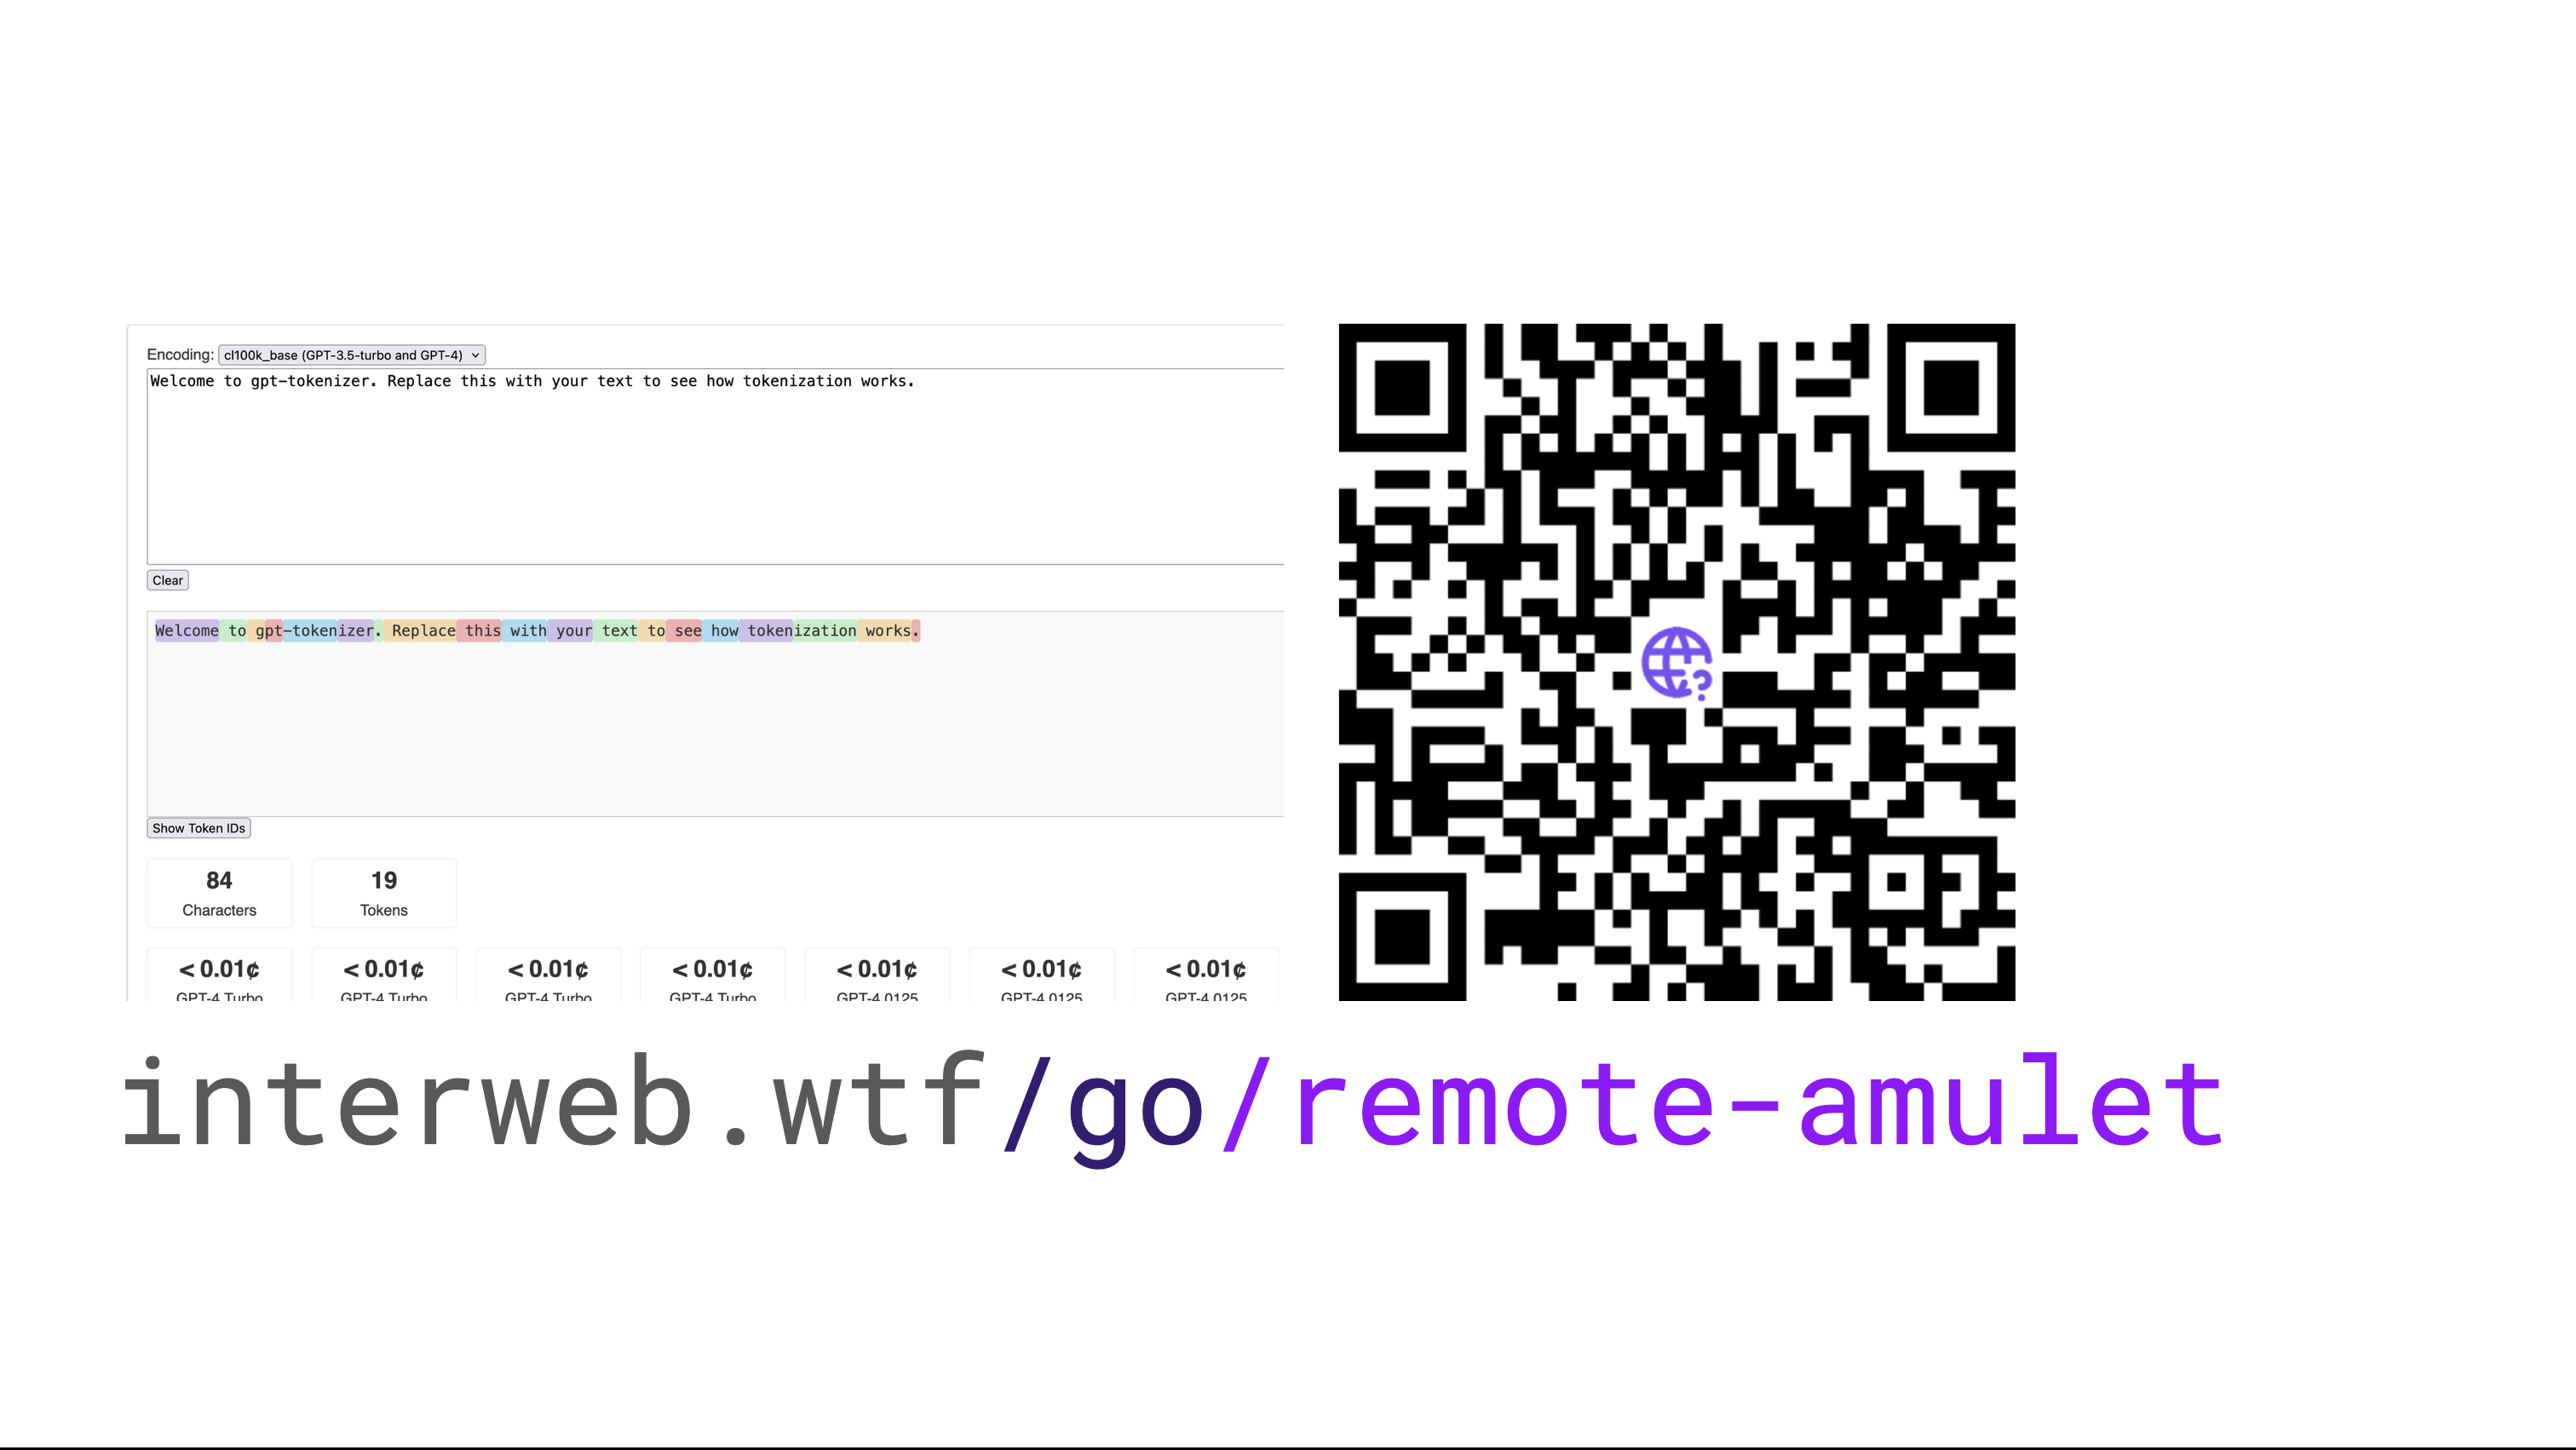 Encoding: cl100k_base (GPT-3.5-turbo and GPT-4)
Welcome to gpt-tokenizer. Replace this with your text to see how tokenization works.
Clear
Welcome to gpt-tokenizer. Replace this with your text to see how tokenization works.
Show Token IDs
84 19
Characters Tokens
< 0.01¢ < 0.01¢ < 0.01¢ < 0.01¢ < 0.01¢ < 0.01¢ < 0.01¢
GPT-4 Turbo GPT-4 Turbo GPT-4 Turbo GPT-4 Turbo GPT-4 0125 GPT-4 0125 GPT-4 0125
interweb.wtf/go/remote-amulet